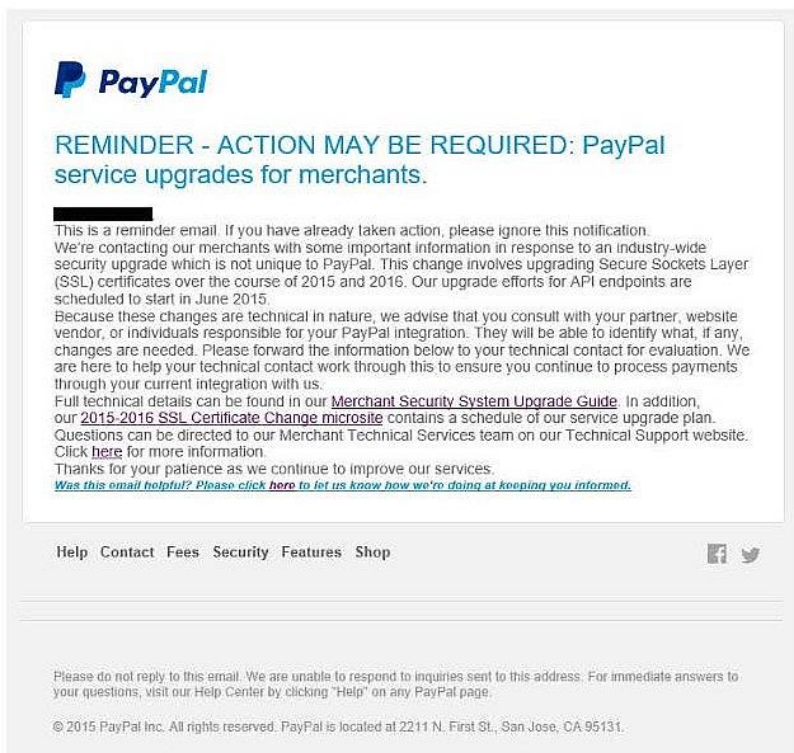 PayPal
REMINDER - ACTION MAY BE REQUIRED: PayPal
service upgrades for merchants.
This is a reminder email. If you have already taken action, please ignore this notification.
We're contacting our merchants with some important information in response to an industry-wide
security upgrade which is not unique to PayPal. This change involves upgrading Secure Sockets Layer
(SSL) certificates over the course of 2015 and 2016. Our upgrade efforts for API endpoints are
scheduled to start in June 2015.
Because these changes are technical in nature, we advise that you consult with your partner, website
vendor, or individuals responsible for your PayPal integration. They will be able to identify what, if any,
changes are needed. Please forward the information below to your technical contact for evaluation. We
are here to help your technical contact work through this to ensure you continue to process payments
through your current integration with us.
Full technical details can be found in our Merchant Security System Upgrade Guide. In addition,
our 2015-2016 SSL Certificate Change microsite contains a schedule of our service upgrade plan.
Questions can be directed to our Merchant Technical Services team on our Technical Support website.
Click here for more information.
Thanks for your patience as we continue to improve our services.
Was this email helpful? Please click here to let us know how we're doing at keeping you informed.
Help Contact Fees Security Features Shop
Please do not reply to this email. We are unable to respond to inquiries sent to this address. For immediate answers to
your questions, visit our Help Center by clicking "Help" on any PayPal page.
© 2015 PayPal Inc. All rights reserved. PayPal is located at 2211 N. First St., San Jose, CA 95131.